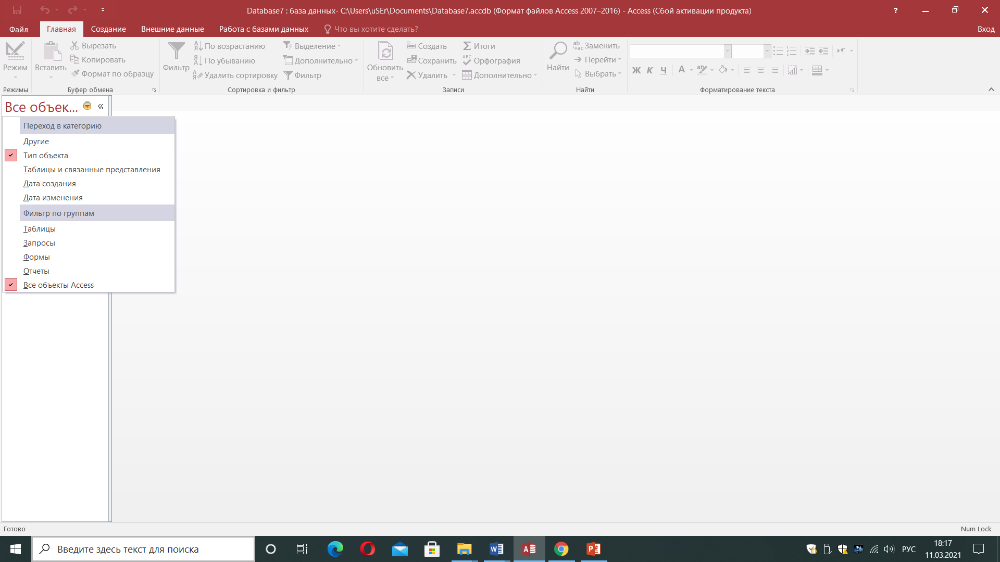 Database7 : база данных- C:\Users\uSEr\Documents\Database7.accdb (Формат файлов Access 2007–2016) - Access (Сбой активации продукта)
?
Файл Главная Создание Внешние данные Работа с базами данных Что вы хотите сделать? Вход
Режим
Режимы
Вставить
Вырезать
Копировать
Формат по образцу
Буфер обмена
Фильтр
По возрастанию
По убыванию
Удалить сортировку
Выделение
Дополнительно
Фильтр
Сортировка и фильтр
Обновить
все
Создать
Сохранить
Удалить
Итоги
Орфография
Дополнительно
Записи
Найти
Заменить
Перейти
Выбрать
Найти
Ж К Ч А
Форматирование текста
Все объек... «
Переход в категорию
Другие
Тип объекта
Таблицы и связанные представления
Дата создания
Дата изменения
Фильтр по группам
Таблицы
Запросы
Формы
Отчеты
Все объекты Access
Готово Num Lock
Введите здесь текст для поиска
РУС
18:17
11.03.2021